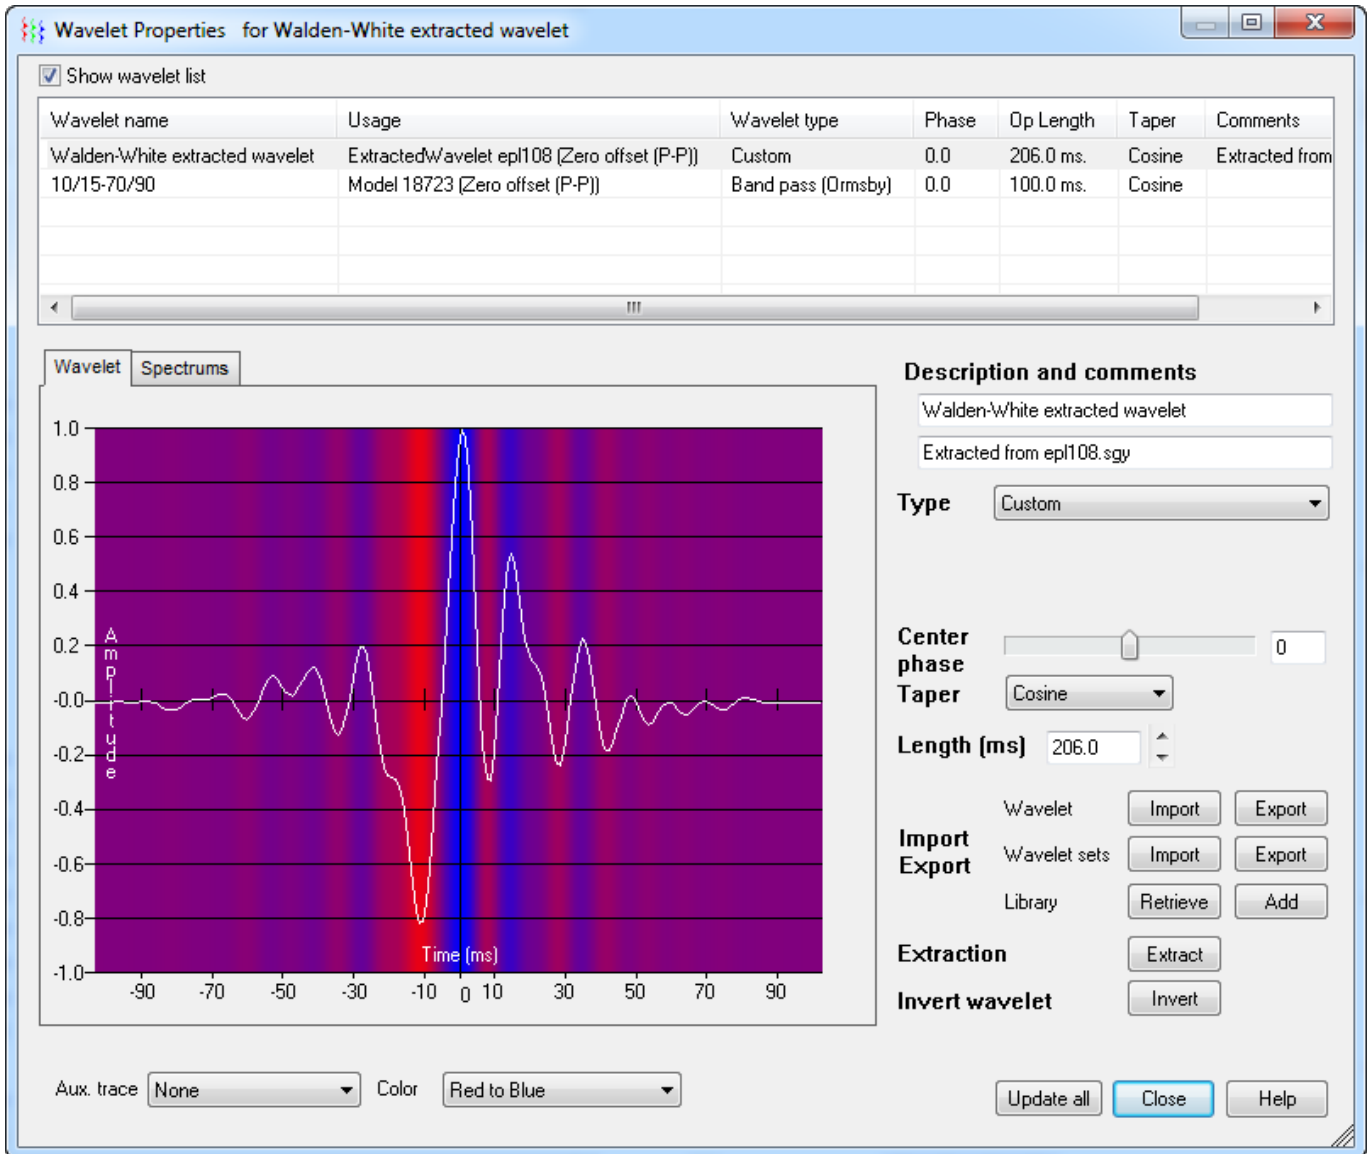 Wavelet Properties for Walden-White extracted wavelet
Show wavelet list
Wavelet name Usage Wavelet type Phase Op Length Taper Comments
Walden-White extracted wavelet ExtractedWavelet epl108 (Zero offset (P-P)) Custom 0.0 206.0 ms. Cosine Extracted from
10/15-70/90 Model 18723 (Zero offset (P-P)) Band pass (Ormsby) 0.0 100.0 ms. Cosine
Wavelet Spectrums
1.0
0.8
0.6
0.4
0.2
-0.0
-0.2
-0.4
-0.6
-0.8
-1.0
Amplitude
Time (ms)
-90 -70 -50 -30 -10 0 10 30 50 70 90
Description and comments
Walden-White extracted wavelet
Extracted from epl108.sgy
Type Custom
Center
phase
0
Taper Cosine
Length (ms) 206.0
Import
Export
Wavelet Import Export
Wavelet sets Import Export
Library Retrieve Add
Extraction Extract
Invert wavelet Invert
Aux. trace None Color Red to Blue
Update all Close Help